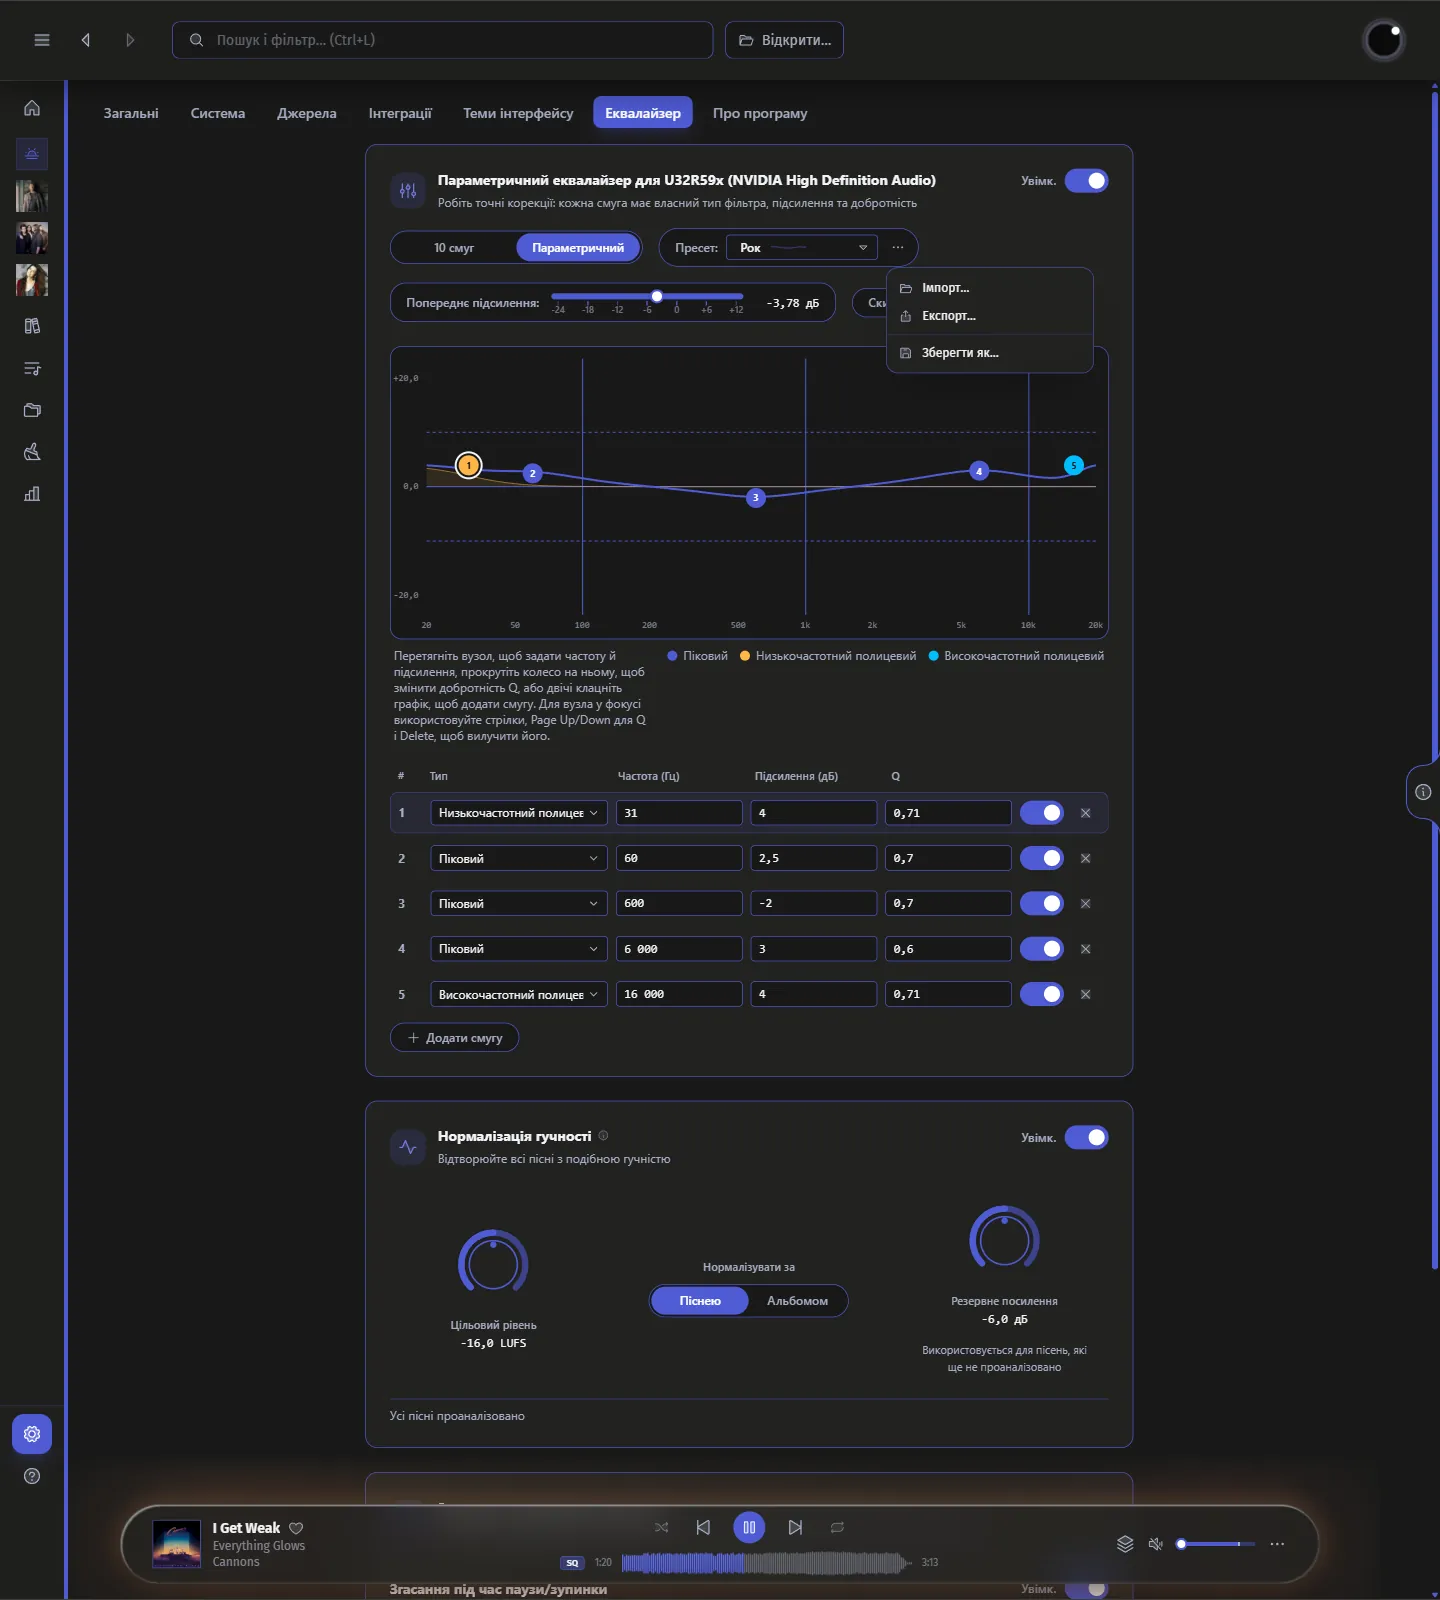 Пошук і фільтр... (Ctrl+L)
Відкрити...
Загальні
Система
Джерела
Інтеграції
Теми інтерфейсу
Еквалайзер
Про програму
Параметричний еквалайзер для U32R59x (NVIDIA High Definition Audio)
Робіть точні корекції: кожна смуга має власний тип фільтра, підсилення та добротність
Увімк.
10 смуг
Параметричний
Пресет:
Рок
Імпорт...
Експорт...
Зберегти як...
Попереднє підсилення:
-24 -18 -12 -6 0 +6 +12
-3,78 дБ
Ски
+20,0
0,0
-20,0
1
2
3
4
5
20 50 100 200 500 1k 2k 5k 10k 20k
Перетягніть вузол, щоб задати частоту й
підсилення, прокрутіть колесо на ньому, щоб
змінити добротність Q, або двічі клацніть
графік, щоб додати смугу. Для вузла у фокусі
використовуйте стрілки, Page Up/Down для Q
і Delete, щоб вилучити його.
Піковий
Низькочастотний полицевий
Високочастотний полицевий
# Тип Частота (Гц) Підсилення (дБ) Q
1 Низькочастотний полицев 31 4 0,71
2 Піковий 60 2,5 0,7
3 Піковий 600 -2 0,7
4 Піковий 6 000 3 0,6
5 Високочастотний полицев 16 000 4 0,71
Додати смугу
Нормалізація гучності
Відтворюйте всі пісні з подібною гучністю
Увімк.
Цільовий рівень
-16,0 LUFS
Нормалізувати за
Піснею
Альбомом
Резервне посилення
-6,0 дБ
Використовується для пісень, які
ще не проаналізовано
Усі пісні проаналізовано
I Get Weak
Everything Glows
Cannons
SQ
1:20
3:13
Згасання під час паузи/зупинки
Увімк.